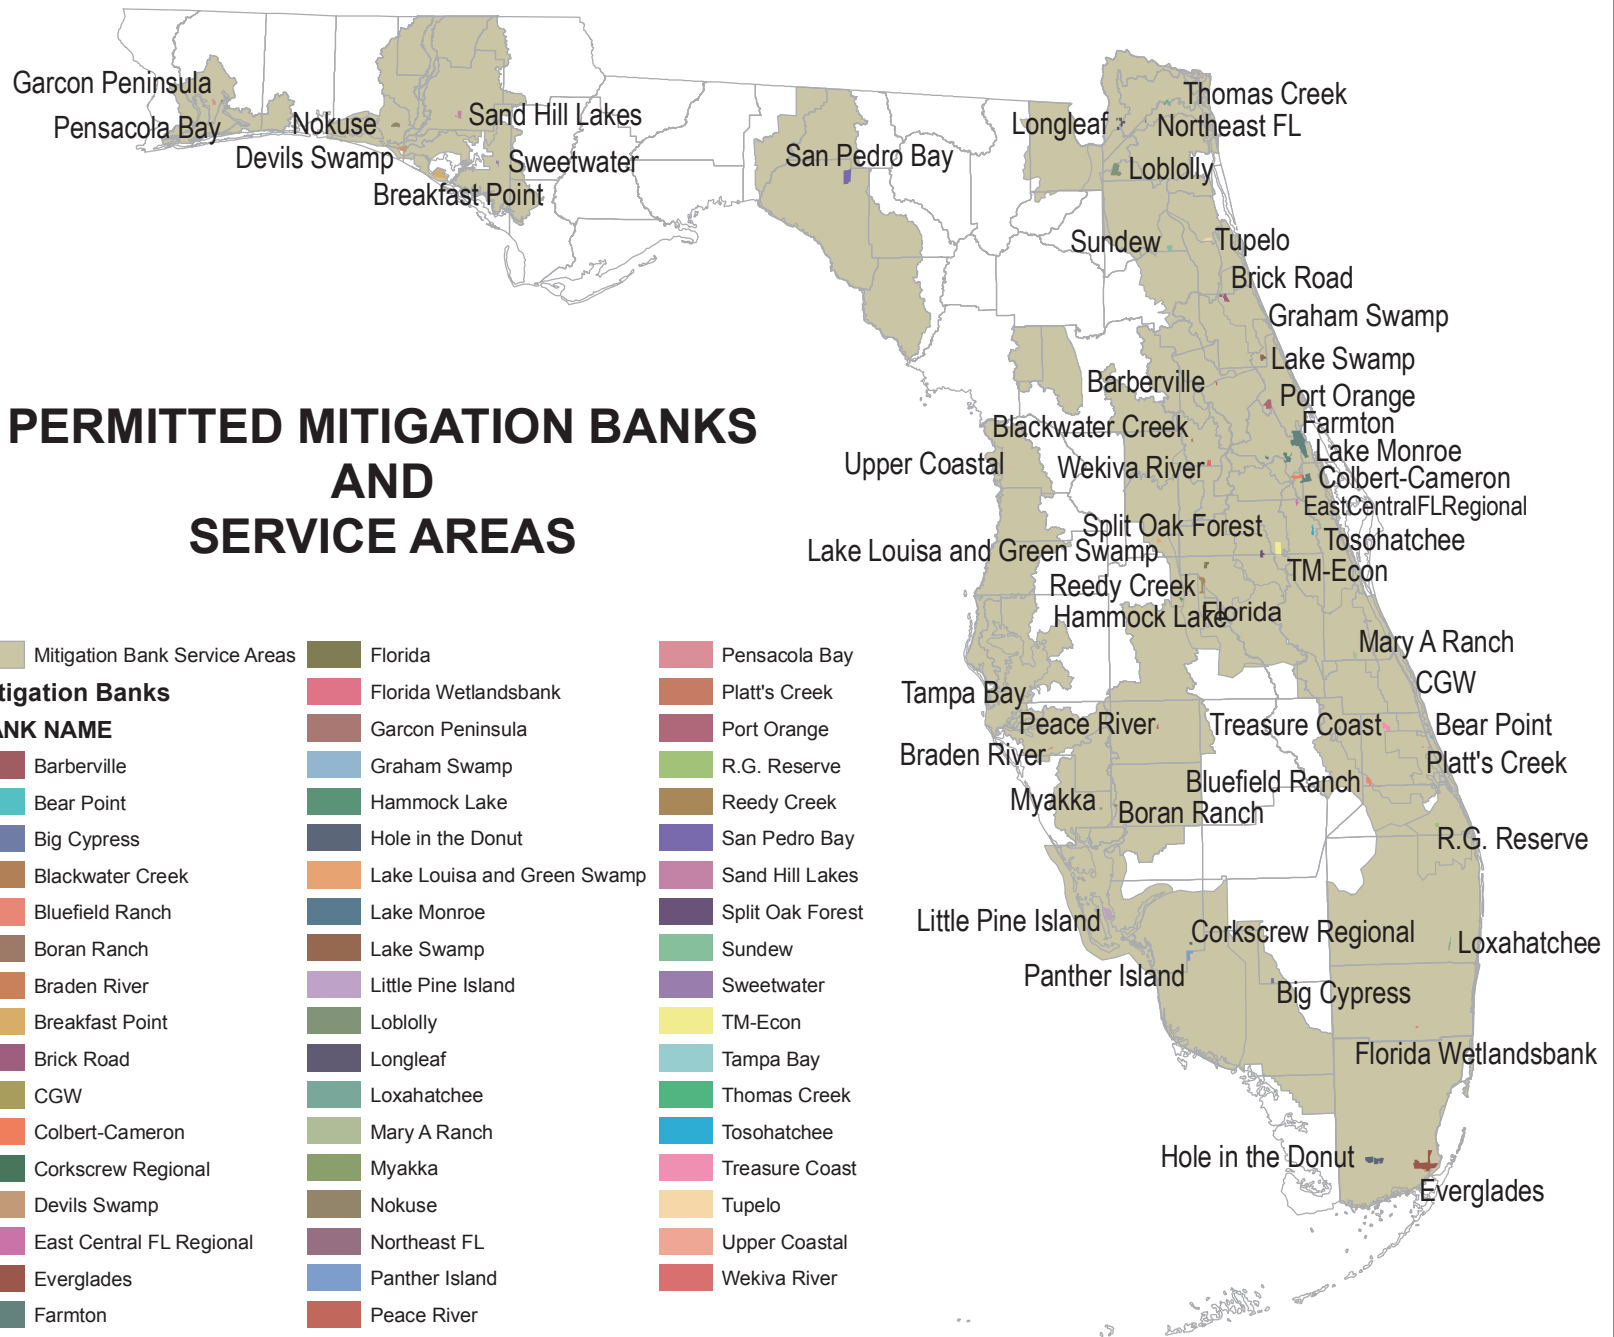 Garcon Peninsula
Pensacola Bay
Nokuse
Devils Swamp
Breakfast Point
Sand Hill Lakes
Sweetwater
San Pedro Bay
Longleaf
Thomas Creek
Northeast FL
Loblolly
Sundew
Tupelo
Brick Road
Graham Swamp
Lake Swamp
Barberville
Port Orange
Farmton
Blackwater Creek
Lake Monroe
Upper Coastal
Wekiva River
Colbert-Cameron
EastCentralFLRegional
Split Oak Forest
Tosohatchee
Lake Louisa and Green Swamp
TM-Econ
Reedy Creek
Hammock Lake
Florida
Mary A Ranch
CGW
Tampa Bay
Peace River
Treasure Coast
Bear Point
Braden River
Platt's Creek
Bluefield Ranch
Myakka
Boran Ranch
R.G. Reserve
Little Pine Island
Corkscrew Regional
Loxahatchee
Panther Island
Big Cypress
Florida Wetlandsbank
Hole in the Donut
Everglades
PERMITTED MITIGATION BANKS
AND
SERVICE AREAS
Mitigation Bank Service Areas
tigation Banks
ANK NAME
Barberville
Bear Point
Big Cypress
Blackwater Creek
Bluefield Ranch
Boran Ranch
Braden River
Breakfast Point
Brick Road
CGW
Colbert-Cameron
Corkscrew Regional
Devils Swamp
East Central FL Regional
Everglades
Farmton
Florida
Florida Wetlandsbank
Garcon Peninsula
Graham Swamp
Hammock Lake
Hole in the Donut
Lake Louisa and Green Swamp
Lake Monroe
Lake Swamp
Little Pine Island
Loblolly
Longleaf
Loxahatchee
Mary A Ranch
Myakka
Nokuse
Northeast FL
Panther Island
Peace River
Pensacola Bay
Platt's Creek
Port Orange
R.G. Reserve
Reedy Creek
San Pedro Bay
Sand Hill Lakes
Split Oak Forest
Sundew
Sweetwater
TM-Econ
Tampa Bay
Thomas Creek
Tosohatchee
Treasure Coast
Tupelo
Upper Coastal
Wekiva River